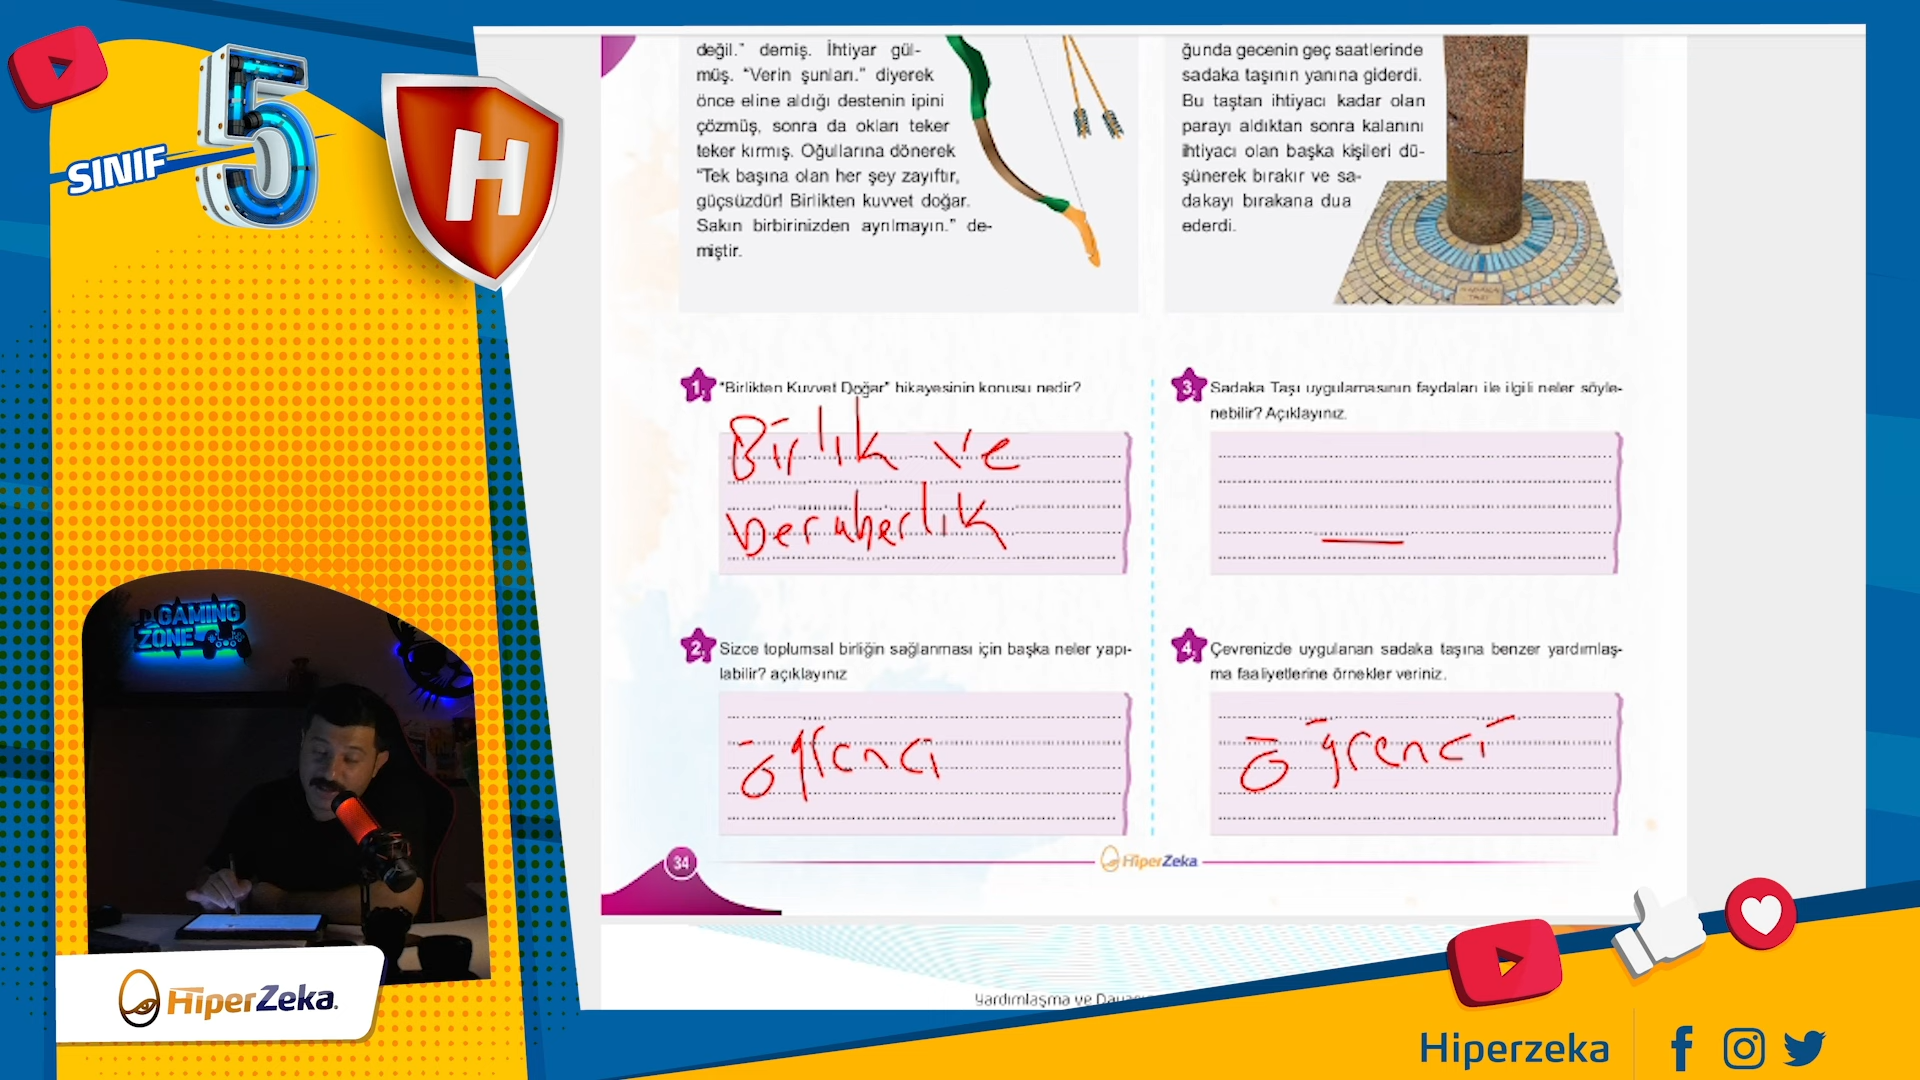 5
SINIF
H
GAMING
ZONE
HiperZeka.
değil.” demiş. İhtiyar gül-
müş. “Verin şunları.” diyerek
önce eline aldığı destenin ipini
çözmüş, sonra da okları teker
teker kırmış. Oğullarına dönerek
“Tek başına olan her şey zayıftır,
güçsüzdür! Birlikten kuvvet doğar.
Sakın birbirinizden ayrılmayın.” de-
miştir.
ğunda gecenin geç saatlerinde
sadaka taşının yanına giderdi.
Bu taştan ihtiyacı kadar olan
parayı aldıktan sonra kalanını
ihtiyacı olan başka kişileri dü-
şünerek bırakır ve sa-
dakayı bırakana dua
ederdi.
1. “Birlikten Kuvvet Doğar” hikayesinin konusu nedir?
Birlik ve
beraberlik
2. Sizce toplumsal birliğin sağlanması için başka neler yapı-
labilir? açıklayınız
öğrenci
3. Sadaka Taşı uygulamasının faydaları ile ilgili neler söyle-
nebilir? Açıklayınız.
4. Çevrenizde uygulanan sadaka taşına benzer yardımlaş-
ma faaliyetlerine örnekler veriniz.
öğrenci
34
HiperZeka
Yardımlaşma ve
Hiperzeka